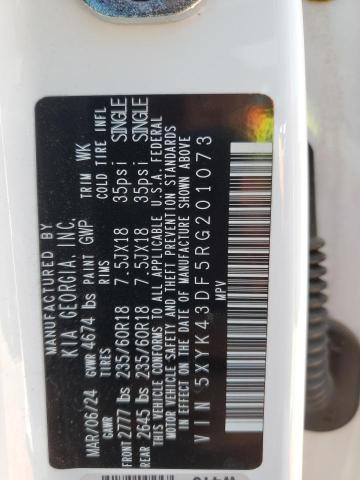 MANUFACTURED BY
KIA GEORGIA, INC.
MAR/06/24 GVWR 4674 lbs PAINT GWP TRIM WK
GAWR TIRES RIMS COLD TIRE INFL
FRONT 2777 lbs 235/60R18 7.5JX18 35psi SINGLE
REAR 2645 lbs 235/60R18 7.5JX18 35psi SINGLE
THIS VEHICLE CONFORMS TO ALL APPLICABLE U.S.A. FEDERAL
MOTOR VEHICLE SAFETY AND THEFT PREVENTION STANDARDS
IN EFFECT ON THE DATE OF MANUFACTURE SHOWN ABOVE.
VIN 5XYK43DF5RG201073
MPV